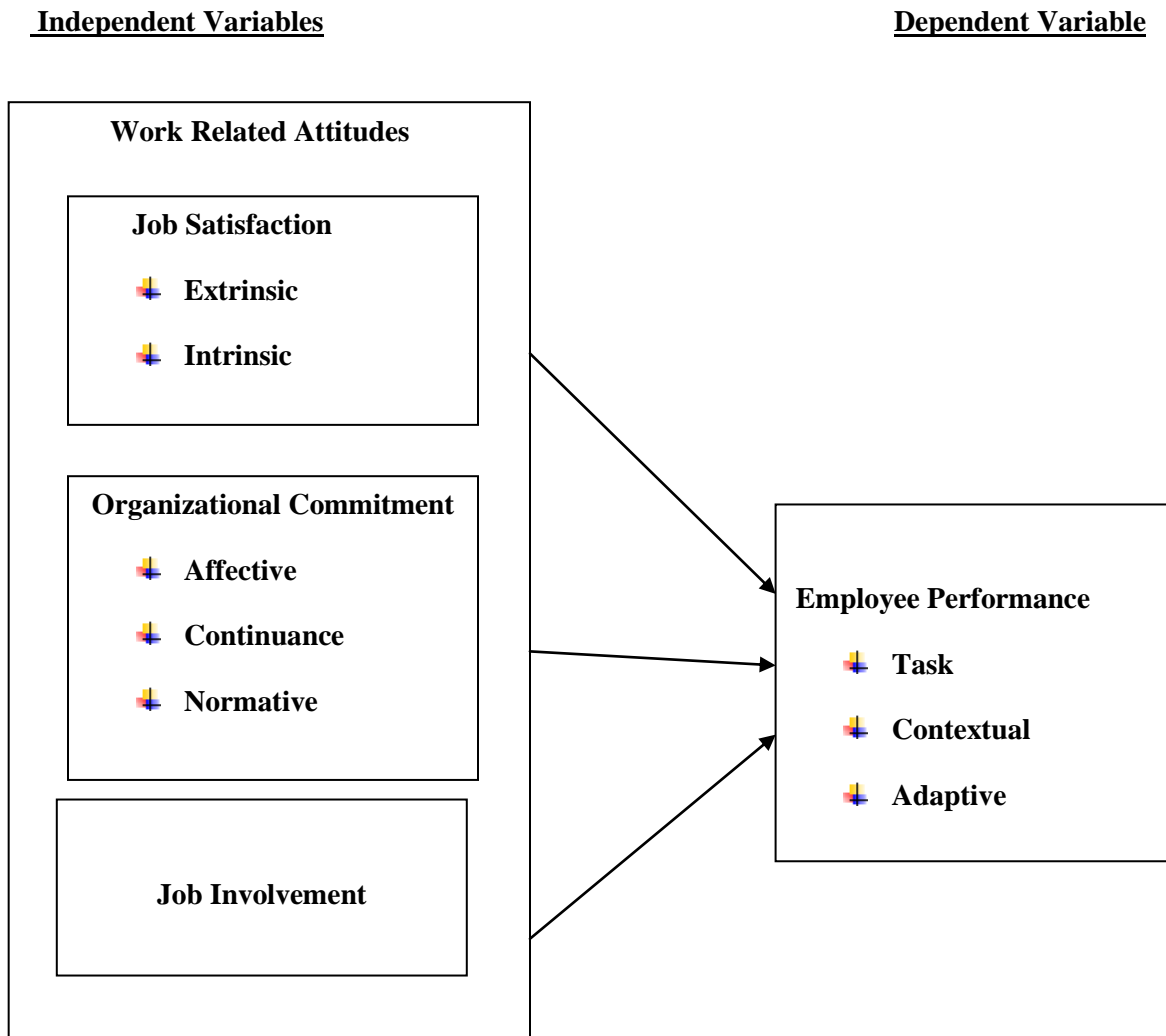 Independent Variables
Dependent Variable
Work Related Attitudes
Job Satisfaction
Extrinsic
Intrinsic
Organizational Commitment
Affective
Continuance
Normative
Job Involvement
Employee Performance
Task
Contextual
Adaptive